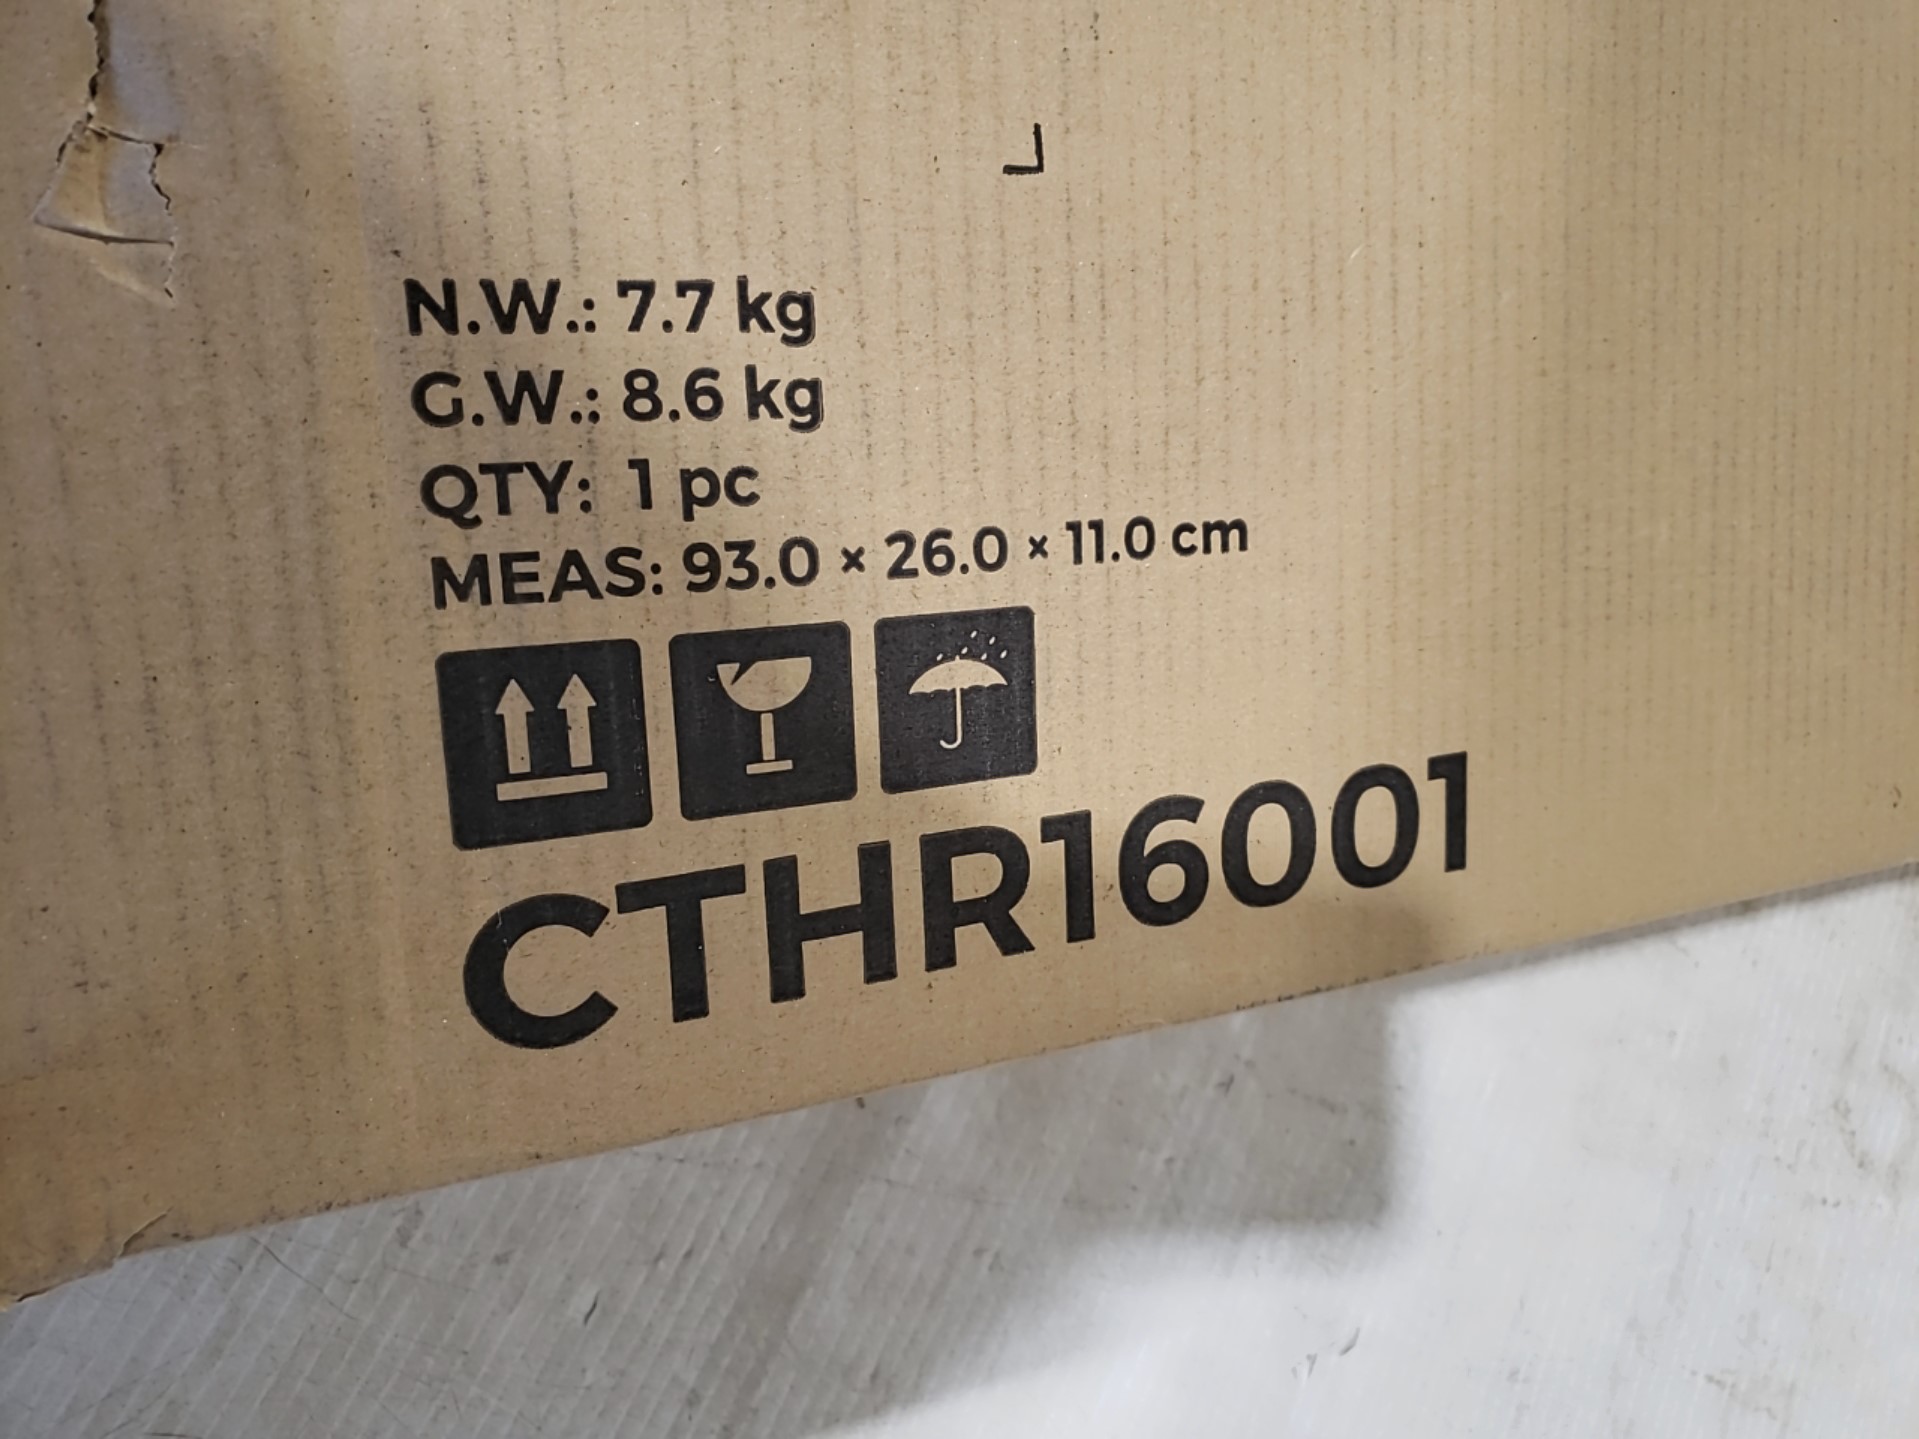 N.W.: 7.7 kg
G.W.: 8.6 kg
QTY: 1 pc
MEAS: 93.0 × 26.0 × 11.0 cm
CTHR16001